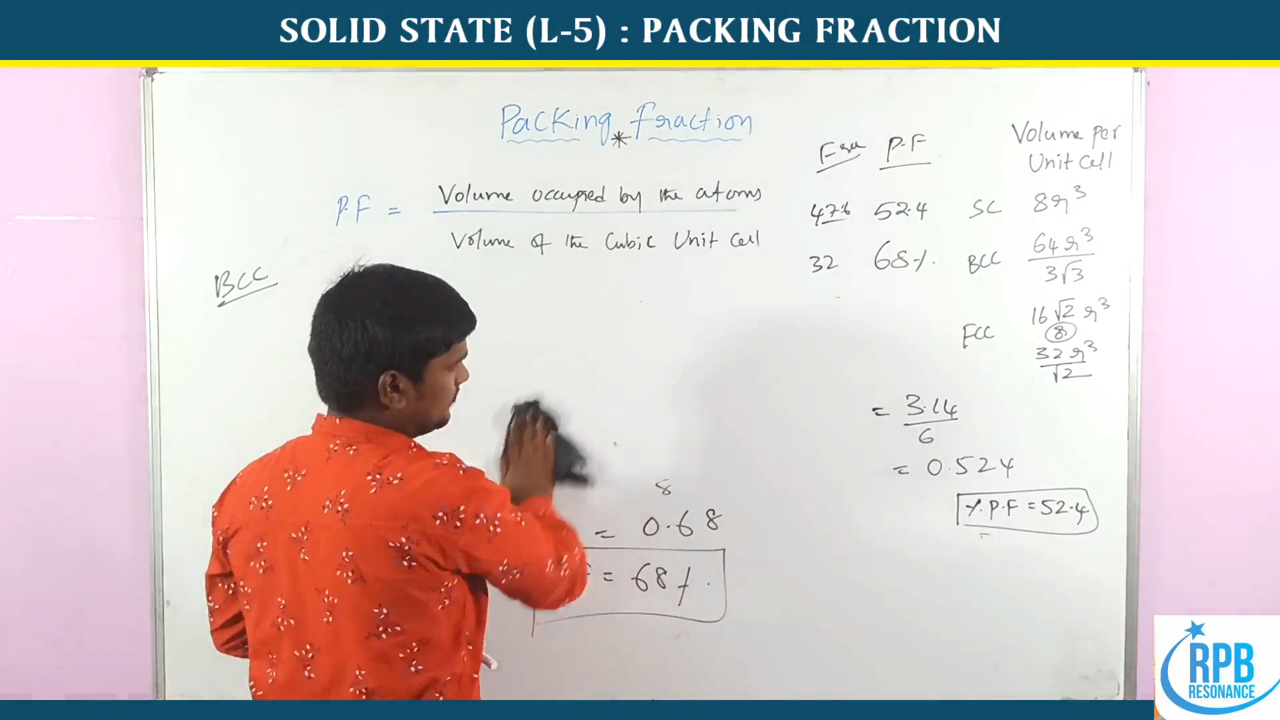 SOLID STATE (L-5) : PACKING FRACTION
Packing Fraction
*
P.F = Volume occupied by the atoms
Volume of the Cubic Unit Cell
BCC
P.F
Volume per
Unit Cell
47.6 52.4 SC 8r³
32 68%. BCC 64r³
3√3
FCC 16√2 r³
8
32r³
√2
= 3.14
6
= 0.524
%.P.F = 52.4
8
= 0.68
= 68%.
RPB
RESONANCE